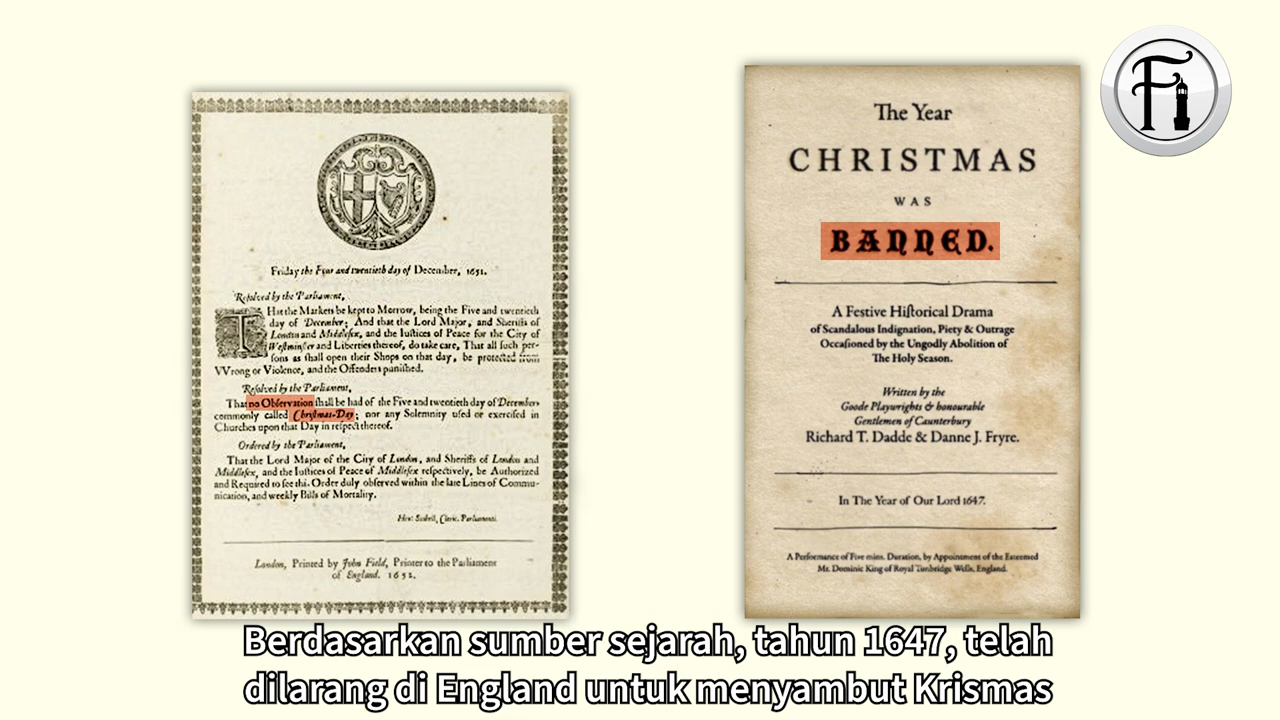 Friday the Four and twentieth day of December, 1652.
Resolved by the Parliament,
THat the Markets be kept to Morrow, being the Five and twentieth
day of December; And that the Lord Major, and Sheriffs of
London and Middlesex, and the Iustices of Peace for the City of
Westminster and Liberties thereof, do take care, That all such per-
sons as shall open their Shops on that day, be protected from
VVrong or Violence, and the Offenders punished.
Resolved by the Parliament,
That no Observation shall be had of the Five and twentieth day of December
commonly called Christmas-Day; nor any Solemnity used or exercised in
Churches upon that Day in respect thereof.
Ordered by the Parliament,
That the Lord Major of the City of London, and Sheriffs of London and
Middlesex, and the Iustices of Peace of Middlesex respectively, be Authorized
and Required to see this Order duly observed within the late Lines of Commu-
nication, and weekly Bills of Mortality.
Hen: Scobell, Cleric. Parliamenti.
London, Printed by John Field, Printer to the Parliament
of England. 1652.
The Year
CHRISTMAS
WAS
BANNED.
A Festive Hiſtorical Drama
of Scandalous Indignation, Piety & Outrage
Occaſioned by the Ungodly Abolition of
The Holy Season.
Written by the
Goode Playwrights & honourable
Gentlemen of Caunterbury
Richard T. Dadde & Danne J. Fryre.
In The Year of Our Lord 1647.
A Performance of Five mins. Duration, by Appointment of the Esteemed
Mr. Dominic King of Royal Tunbridge Wells, England.
Fi
Berdasarkan sumber sejarah, tahun 1647, telah
dilarang di England untuk menyambut Krismas